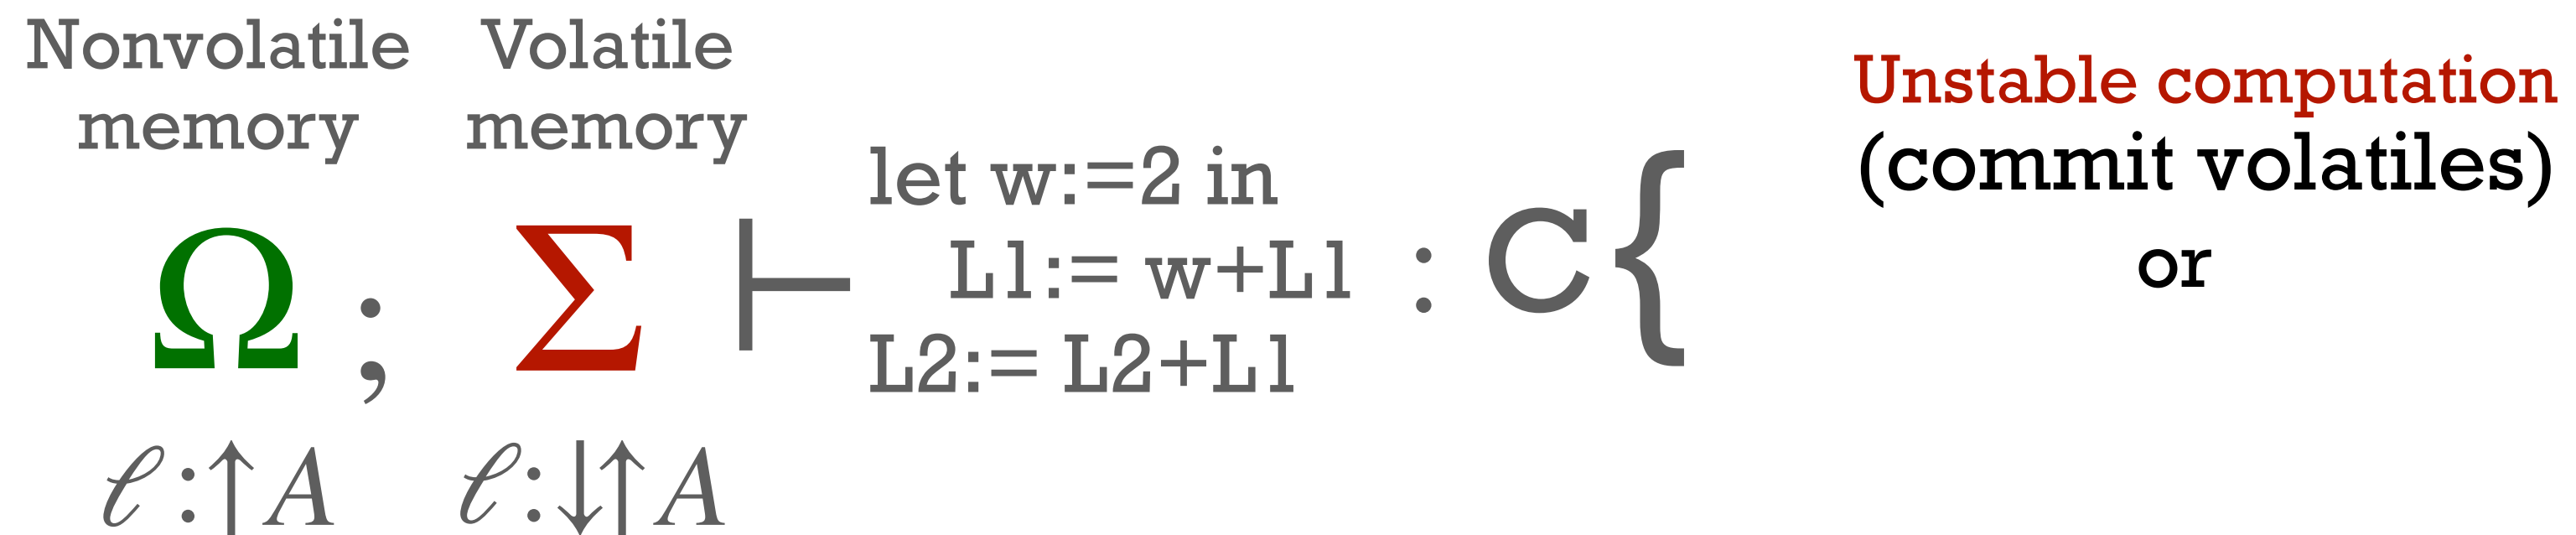 Nonvolatile memory
Volatile memory
Ω ; Σ ⊢
let w:=2 in
L1:= w+L1
L2:= L2+L1
: C{
Unstable computation
(commit volatiles)
or
ℓ:↑A
ℓ:↓↑A